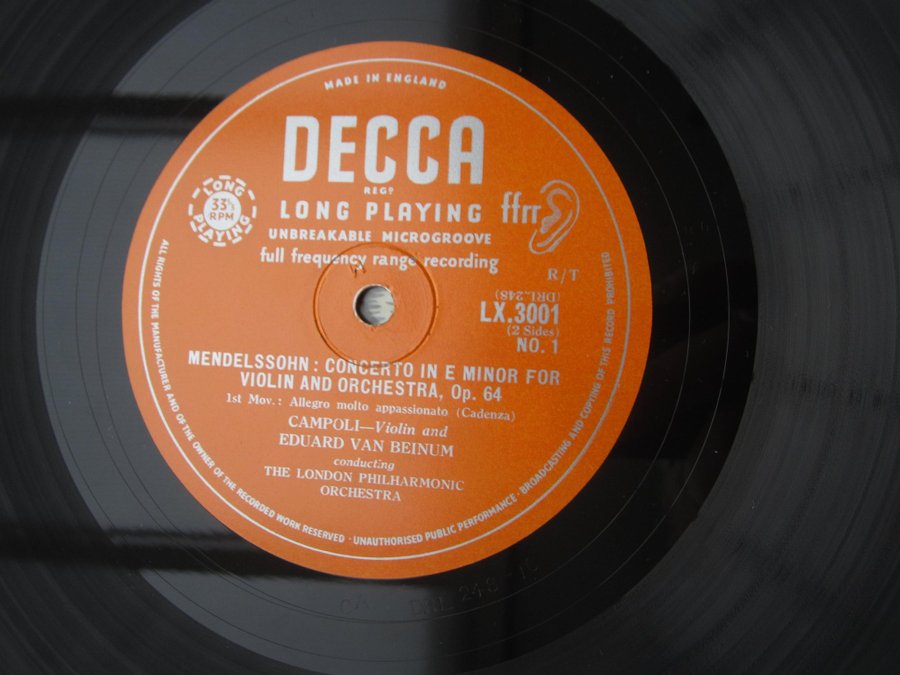 MADE IN ENGLAND
DECCA
REGD
LONG PLAYING
UNBREAKABLE MICROGROOVE
full frequency range recording
ffrr
LONG
33⅓
RPM
PLAYING
R/T
(DRL.248)
LX.3001
(2 Sides)
NO. 1
MENDELSSOHN : CONCERTO IN E MINOR FOR
VIOLIN AND ORCHESTRA, Op. 64
1st Mov.: Allegro molto appassionato (Cadenza)
CAMPOLI—Violin and
EDUARD VAN BEINUM
conducting
THE LONDON PHILHARMONIC
ORCHESTRA
ALL RIGHTS OF THE MANUFACTURER AND OF THE OWNER OF THE RECORDED WORK RESERVED · UNAUTHORISED PUBLIC PERFORMANCE · BROADCASTING AND COPYING OF THIS RECORD PROHIBITED
DRL 248